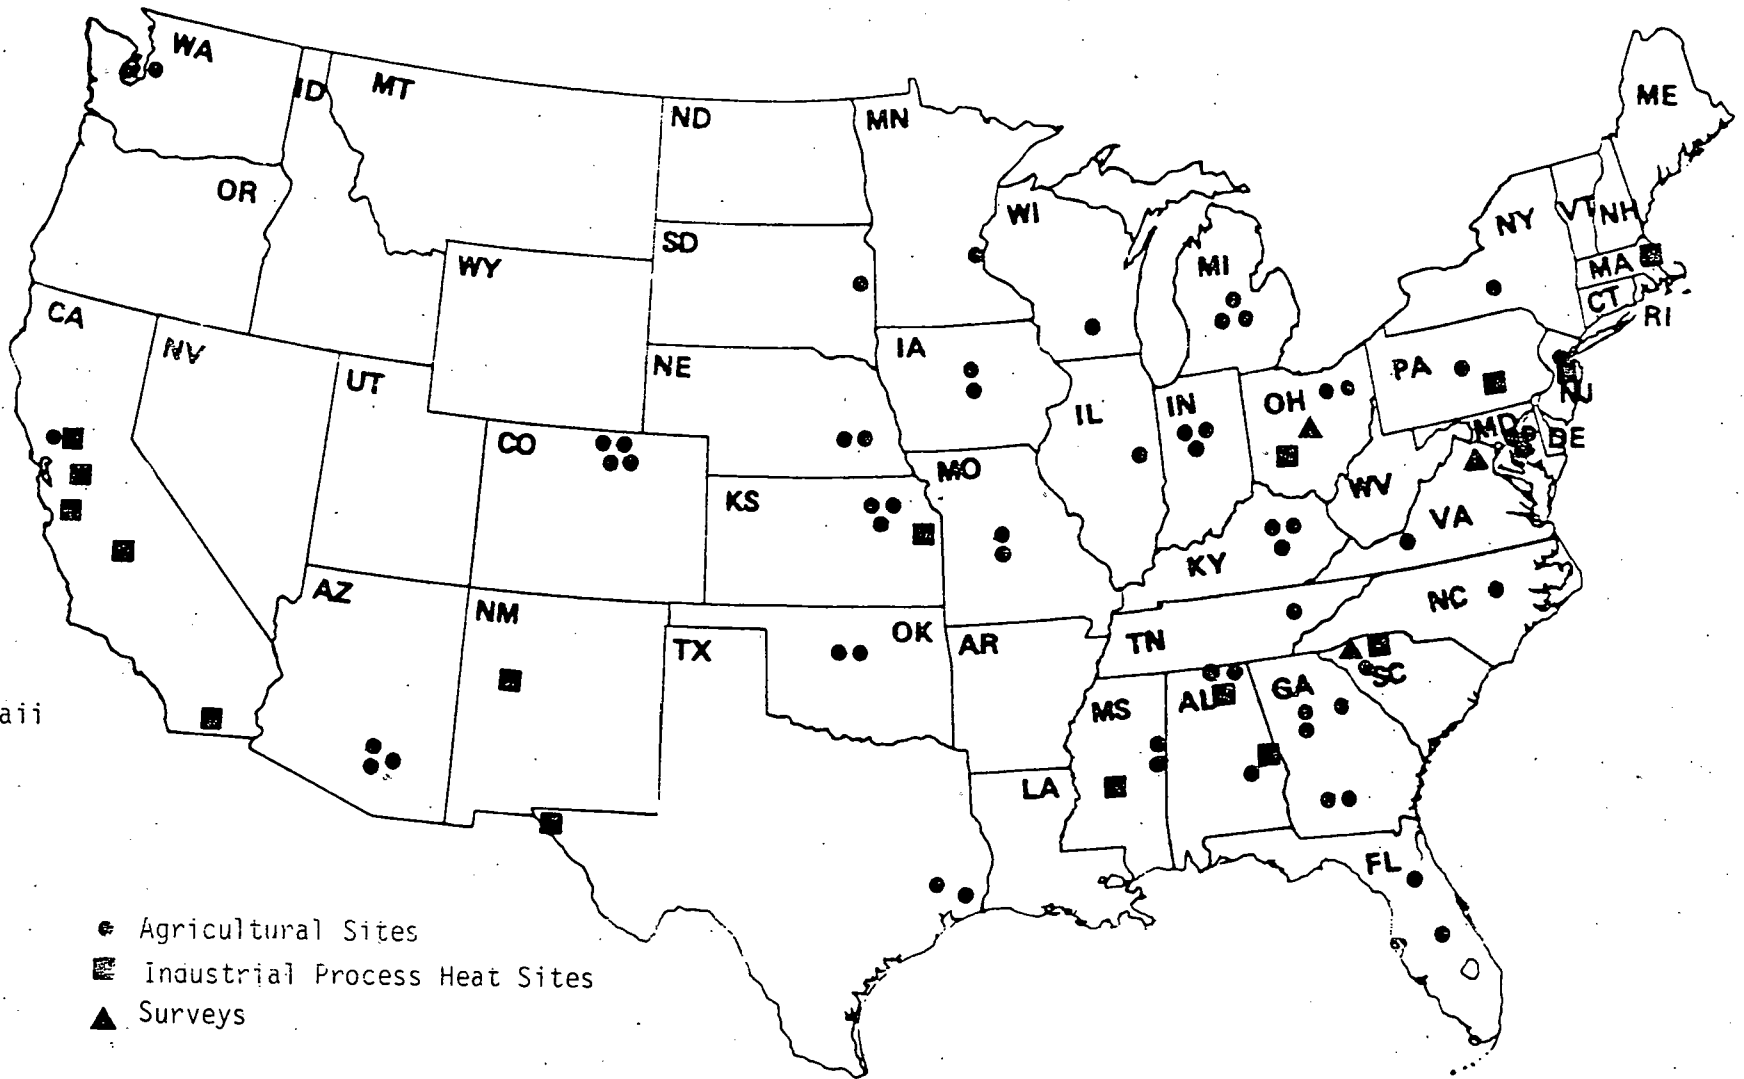 WA
ID
MT
ND
MN
ME
OR
WI
NY
VT
NH
SD
WY
MI
MA
CT
RI
CA
NV
UT
NE
IA
PA
NJ
IL
IN
OH
CO
MO
MD
DE
KS
WV
VA
KY
AZ
NM
NC
OK
TX
AR
TN
SC
aii
MS
AL
GA
LA
FL
Agricultural Sites
Industrial Process Heat Sites
Surveys